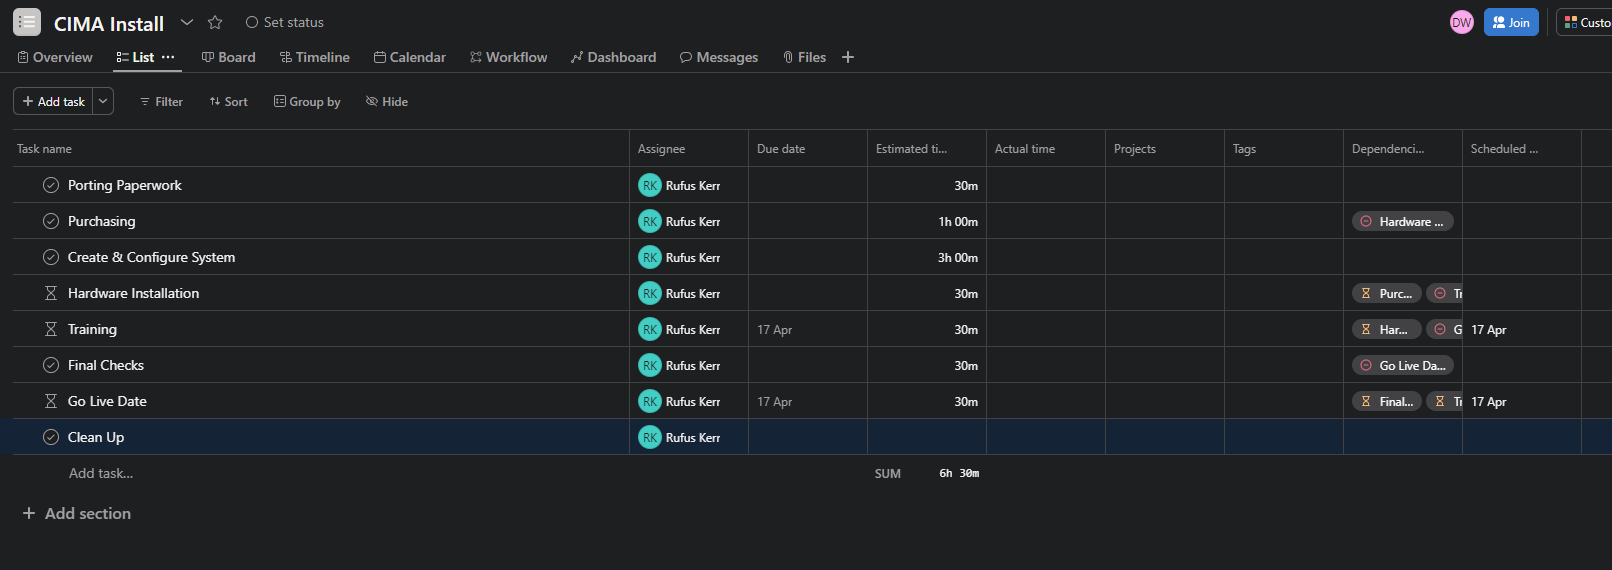 CIMA Install Set status DW Join Custo
Overview List Board Timeline Calendar Workflow Dashboard Messages Files
Add task Filter Sort Group by Hide
Task name Assignee Due date Estimated ti... Actual time Projects Tags Dependenci... Scheduled ...
Porting Paperwork RK Rufus Kerr 30m
Purchasing RK Rufus Kerr 1h 00m Hardware ...
Create & Configure System RK Rufus Kerr 3h 00m
Hardware Installation RK Rufus Kerr 30m Purc... Tr
Training RK Rufus Kerr 17 Apr 30m Har... G 17 Apr
Final Checks RK Rufus Kerr 30m Go Live Da...
Go Live Date RK Rufus Kerr 17 Apr 30m Final... Tr 17 Apr
Clean Up RK Rufus Kerr
Add task... SUM 6h 30m
Add section